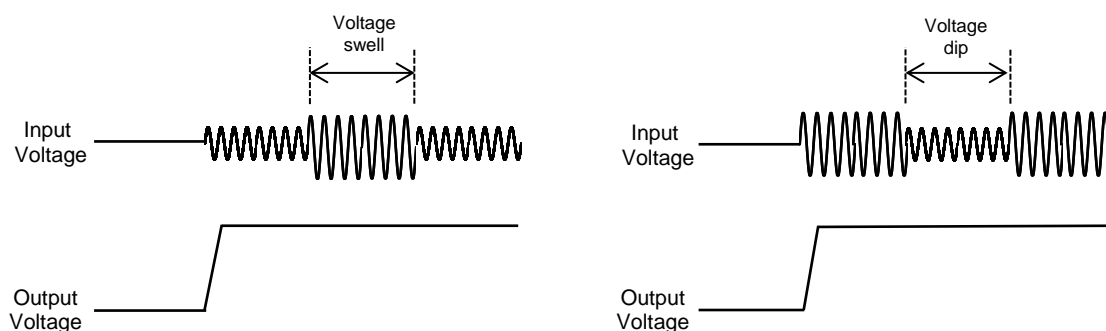 Voltage
swell
Input
Voltage
Output
Voltage
Voltage
dip
Input
Voltage
Output
Voltage